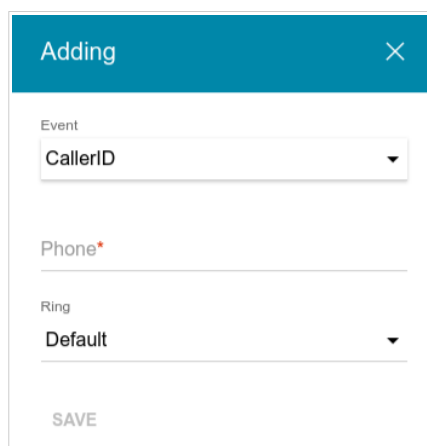 Adding
Event
CallerID
Phone*
Ring
Default
SAVE